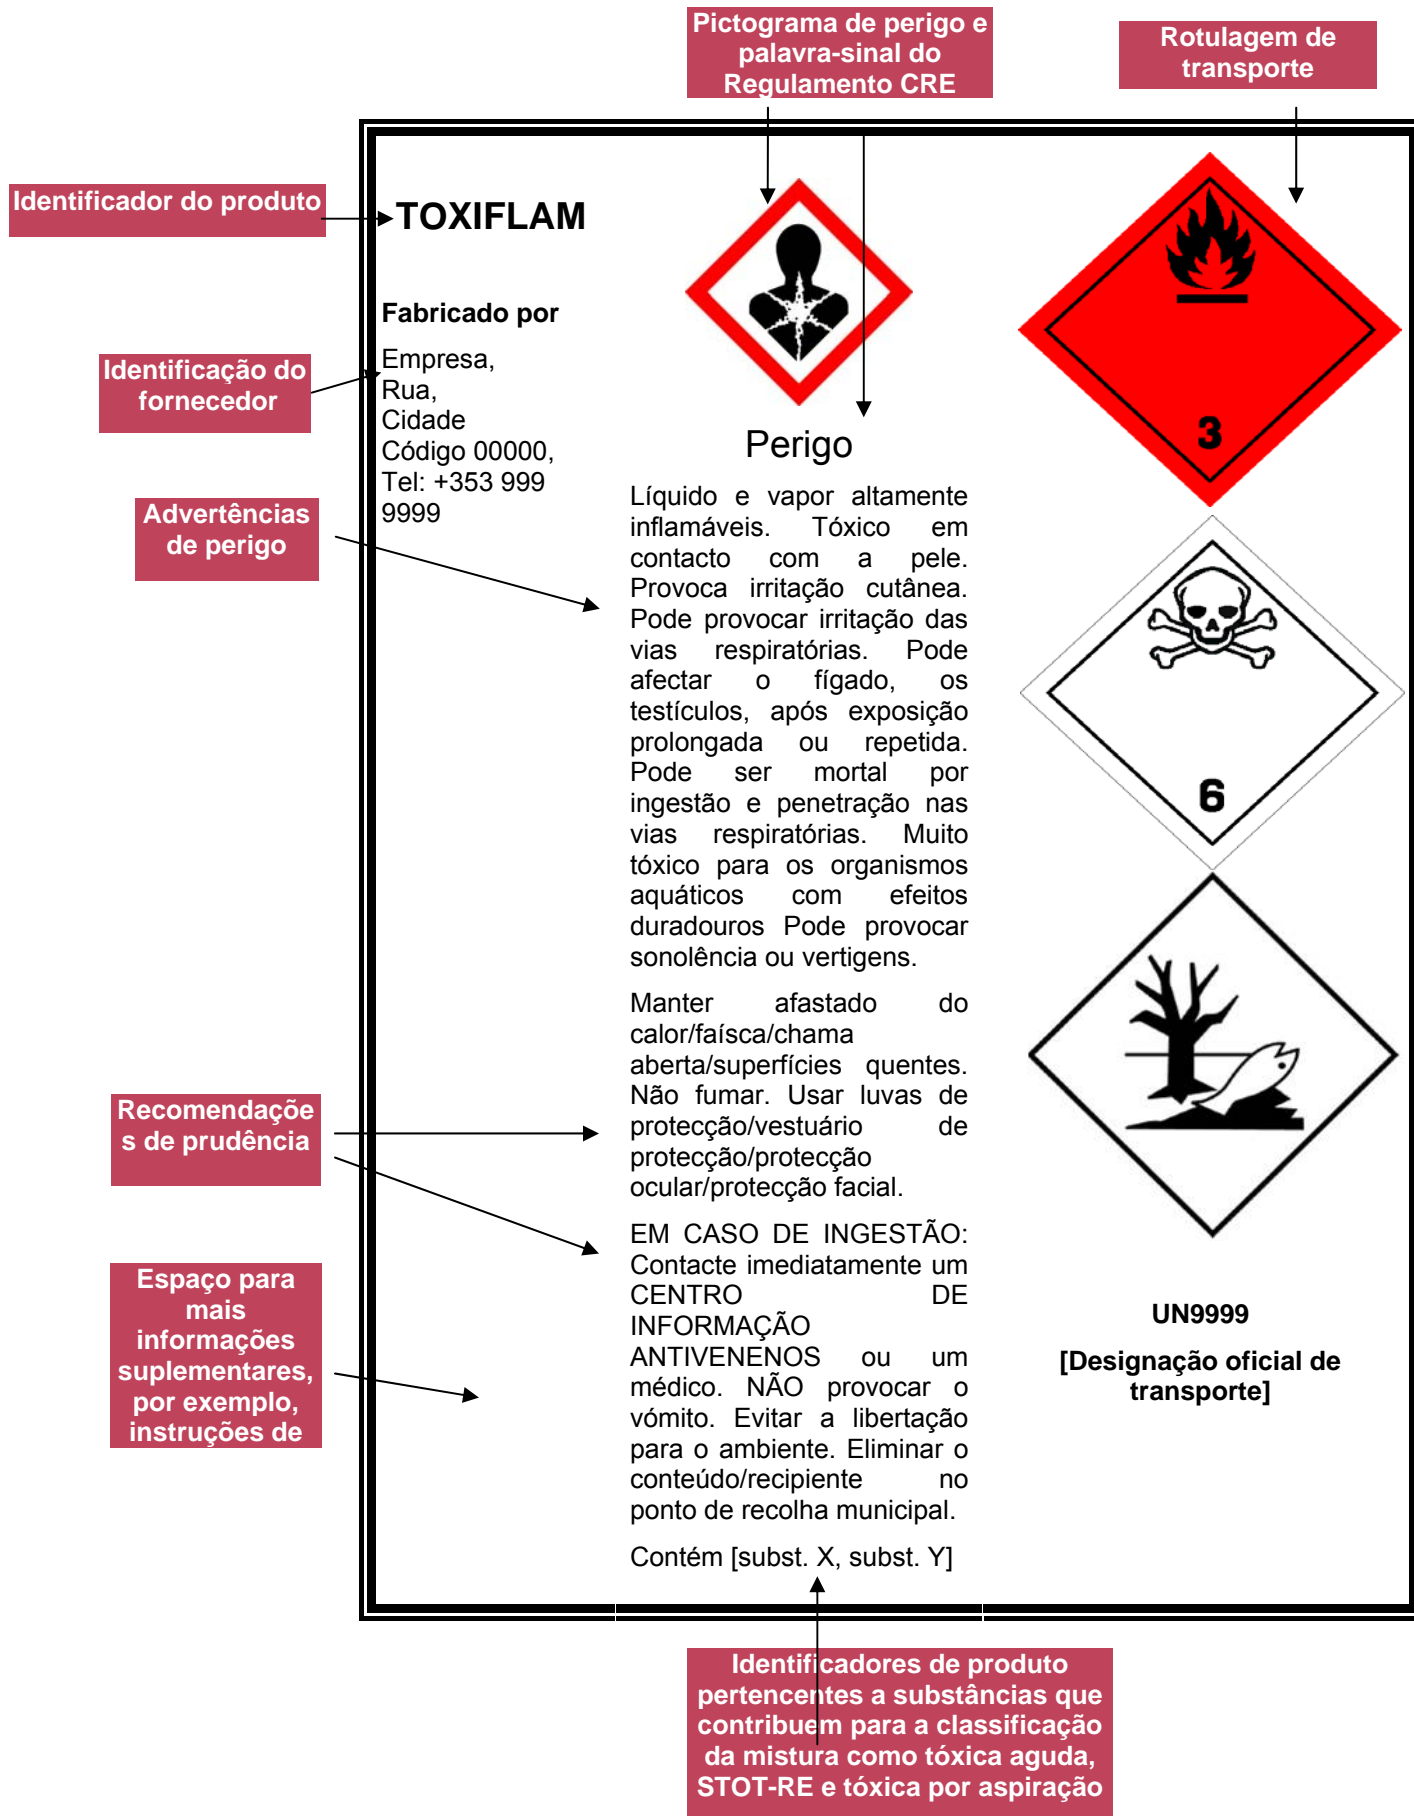 Pictograma de perigo e
palavra-sinal do
Regulamento CRE
Rotulagem de
transporte
Identificador do produto
TOXIFLAM
Fabricado por
Empresa,
Rua,
Cidade
Código 00000,
Tel: +353 999
9999
Identificação do
fornecedor
Advertências
de perigo
Recomendaçõe
s de prudência
Espaço para
mais
informações
suplementares,
por exemplo,
instruções de
Perigo
Líquido e vapor altamente
inflamáveis. Tóxico em
contacto com a pele.
Provoca irritação cutânea.
Pode provocar irritação das
vias respiratórias. Pode
afectar o fígado, os
testículos, após exposição
prolongada ou repetida.
Pode ser mortal por
ingestão e penetração nas
vias respiratórias. Muito
tóxico para os organismos
aquáticos com efeitos
duradouros Pode provocar
sonolência ou vertigens.
Manter afastado do
calor/faísca/chama
aberta/superfícies quentes.
Não fumar. Usar luvas de
protecção/vestuário de
protecção/protecção
ocular/protecção facial.
EM CASO DE INGESTÃO:
Contacte imediatamente um
CENTRO DE
INFORMAÇÃO
ANTIVENENOS ou um
médico. NÃO provocar o
vómito. Evitar a libertação
para o ambiente. Eliminar o
conteúdo/recipiente no
ponto de recolha municipal.
Contém [subst. X, subst. Y]
3
6
UN9999
[Designação oficial de
transporte]
Identificadores de produto
pertencentes a substâncias que
contribuem para a classificação
da mistura como tóxica aguda,
STOT-RE e tóxica por aspiração